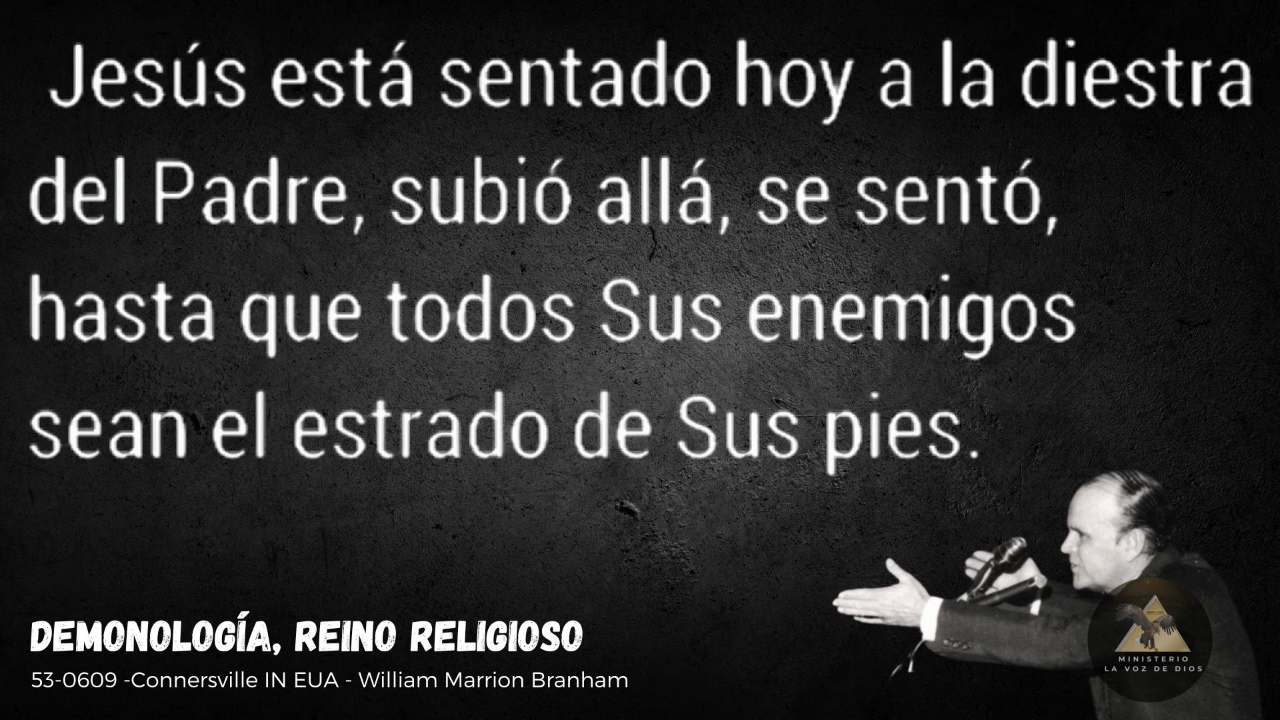 Jesús está sentado hoy a la diestra
del Padre, subió allá, se sentó,
hasta que todos Sus enemigos
sean el estrado de Sus pies.
DEMONOLOGÍA, REINO RELIGIOSO
53-0609 -Connersville IN EUA - William Marrion Branham
MINISTERIO
LA VOZ DE DIOS